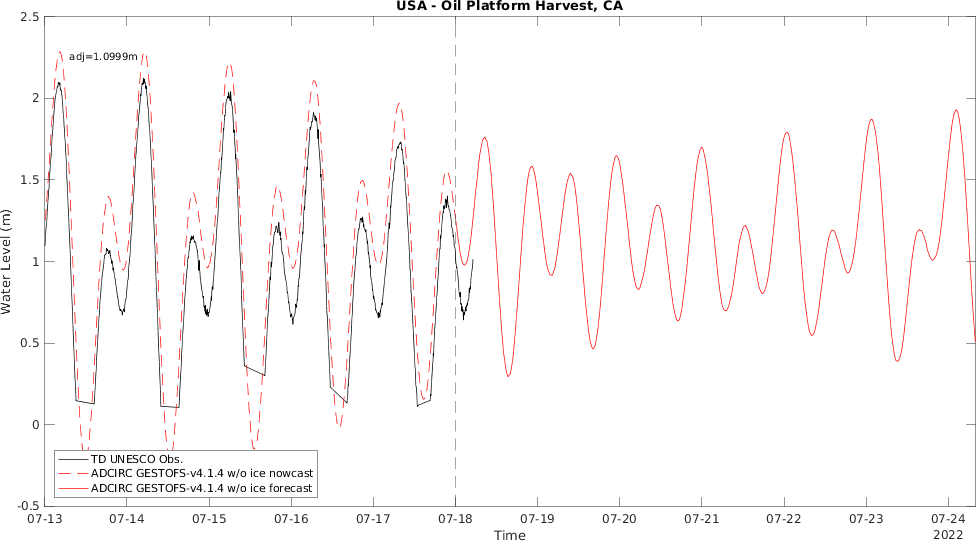 USA - Oil Platform Harvest, CA
2.5
adj=1.0999m
2
1.5
1
0.5
0
-0.5
Water Level (m)
TD UNESCO Obs.
ADCIRC GESTOFS-v4.1.4 w/o ice nowcast
ADCIRC GESTOFS-v4.1.4 w/o ice forecast
07-13 07-14 07-15 07-16 07-17 07-18 07-19 07-20 07-21 07-22 07-23 07-24
Time
2022